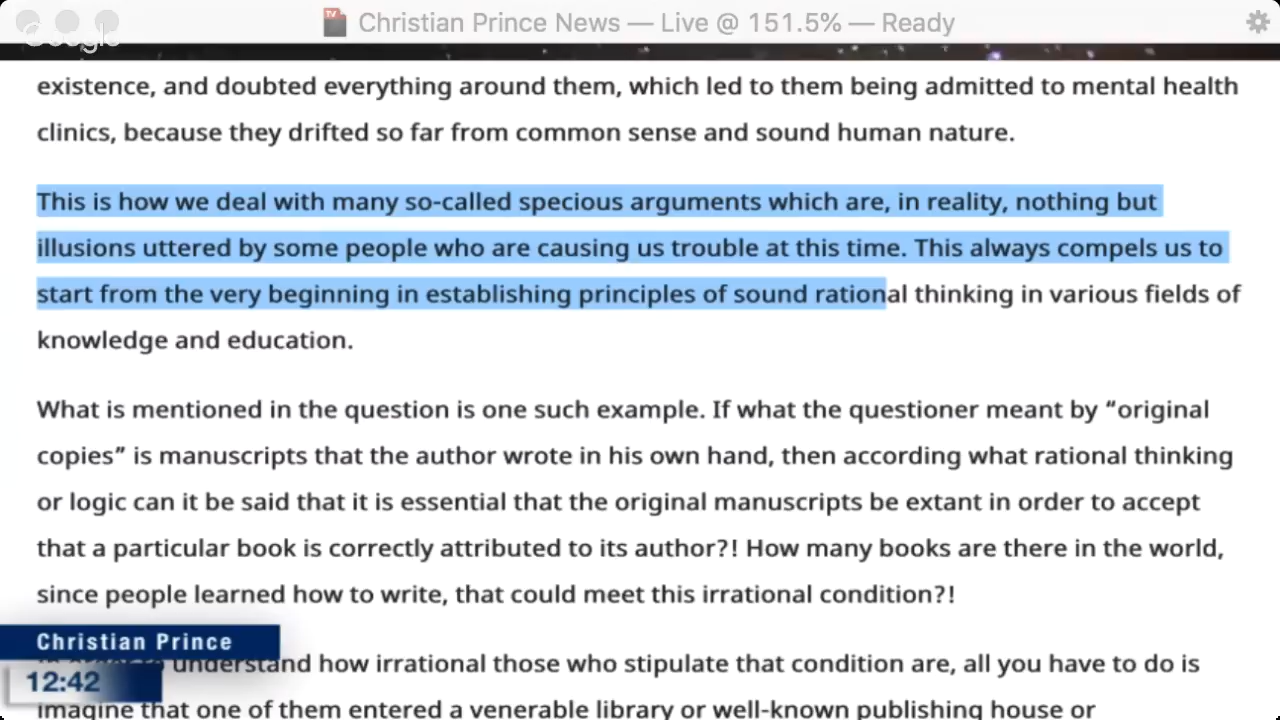 Christian Prince News — Live @ 151.5% — Ready
Google
existence, and doubted everything around them, which led to them being admitted to mental health
clinics, because they drifted so far from common sense and sound human nature.
This is how we deal with many so-called specious arguments which are, in reality, nothing but
illusions uttered by some people who are causing us trouble at this time. This always compels us to
start from the very beginning in establishing principles of sound rational thinking in various fields of
knowledge and education.
What is mentioned in the question is one such example. If what the questioner meant by “original
copies” is manuscripts that the author wrote in his own hand, then according what rational thinking
or logic can it be said that it is essential that the original manuscripts be extant in order to accept
that a particular book is correctly attributed to its author?! How many books are there in the world,
since people learned how to write, that could meet this irrational condition?!
Christian Prince
understand how irrational those who stipulate that condition are, all you have to do is
12:42
imagine that one of them entered a venerable library or well-known publishing house or